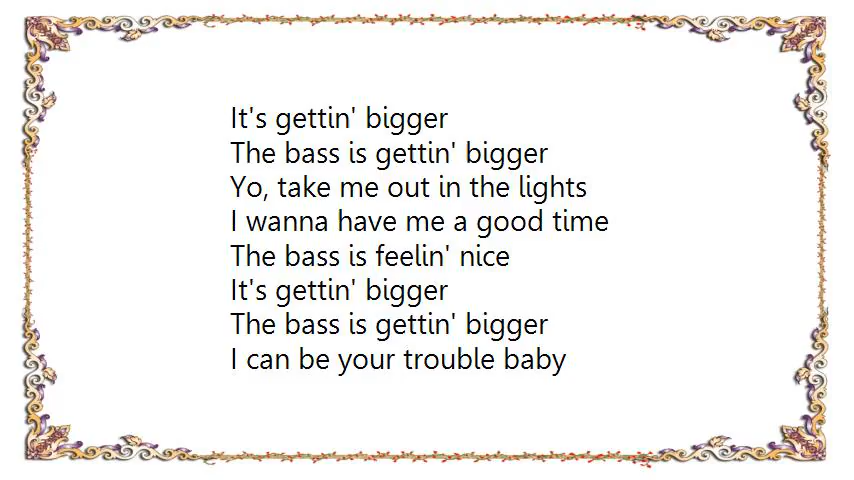 It's gettin' bigger
The bass is gettin' bigger
Yo, take me out in the lights
I wanna have me a good time
The bass is feelin' nice
It's gettin' bigger
The bass is gettin' bigger
I can be your trouble baby